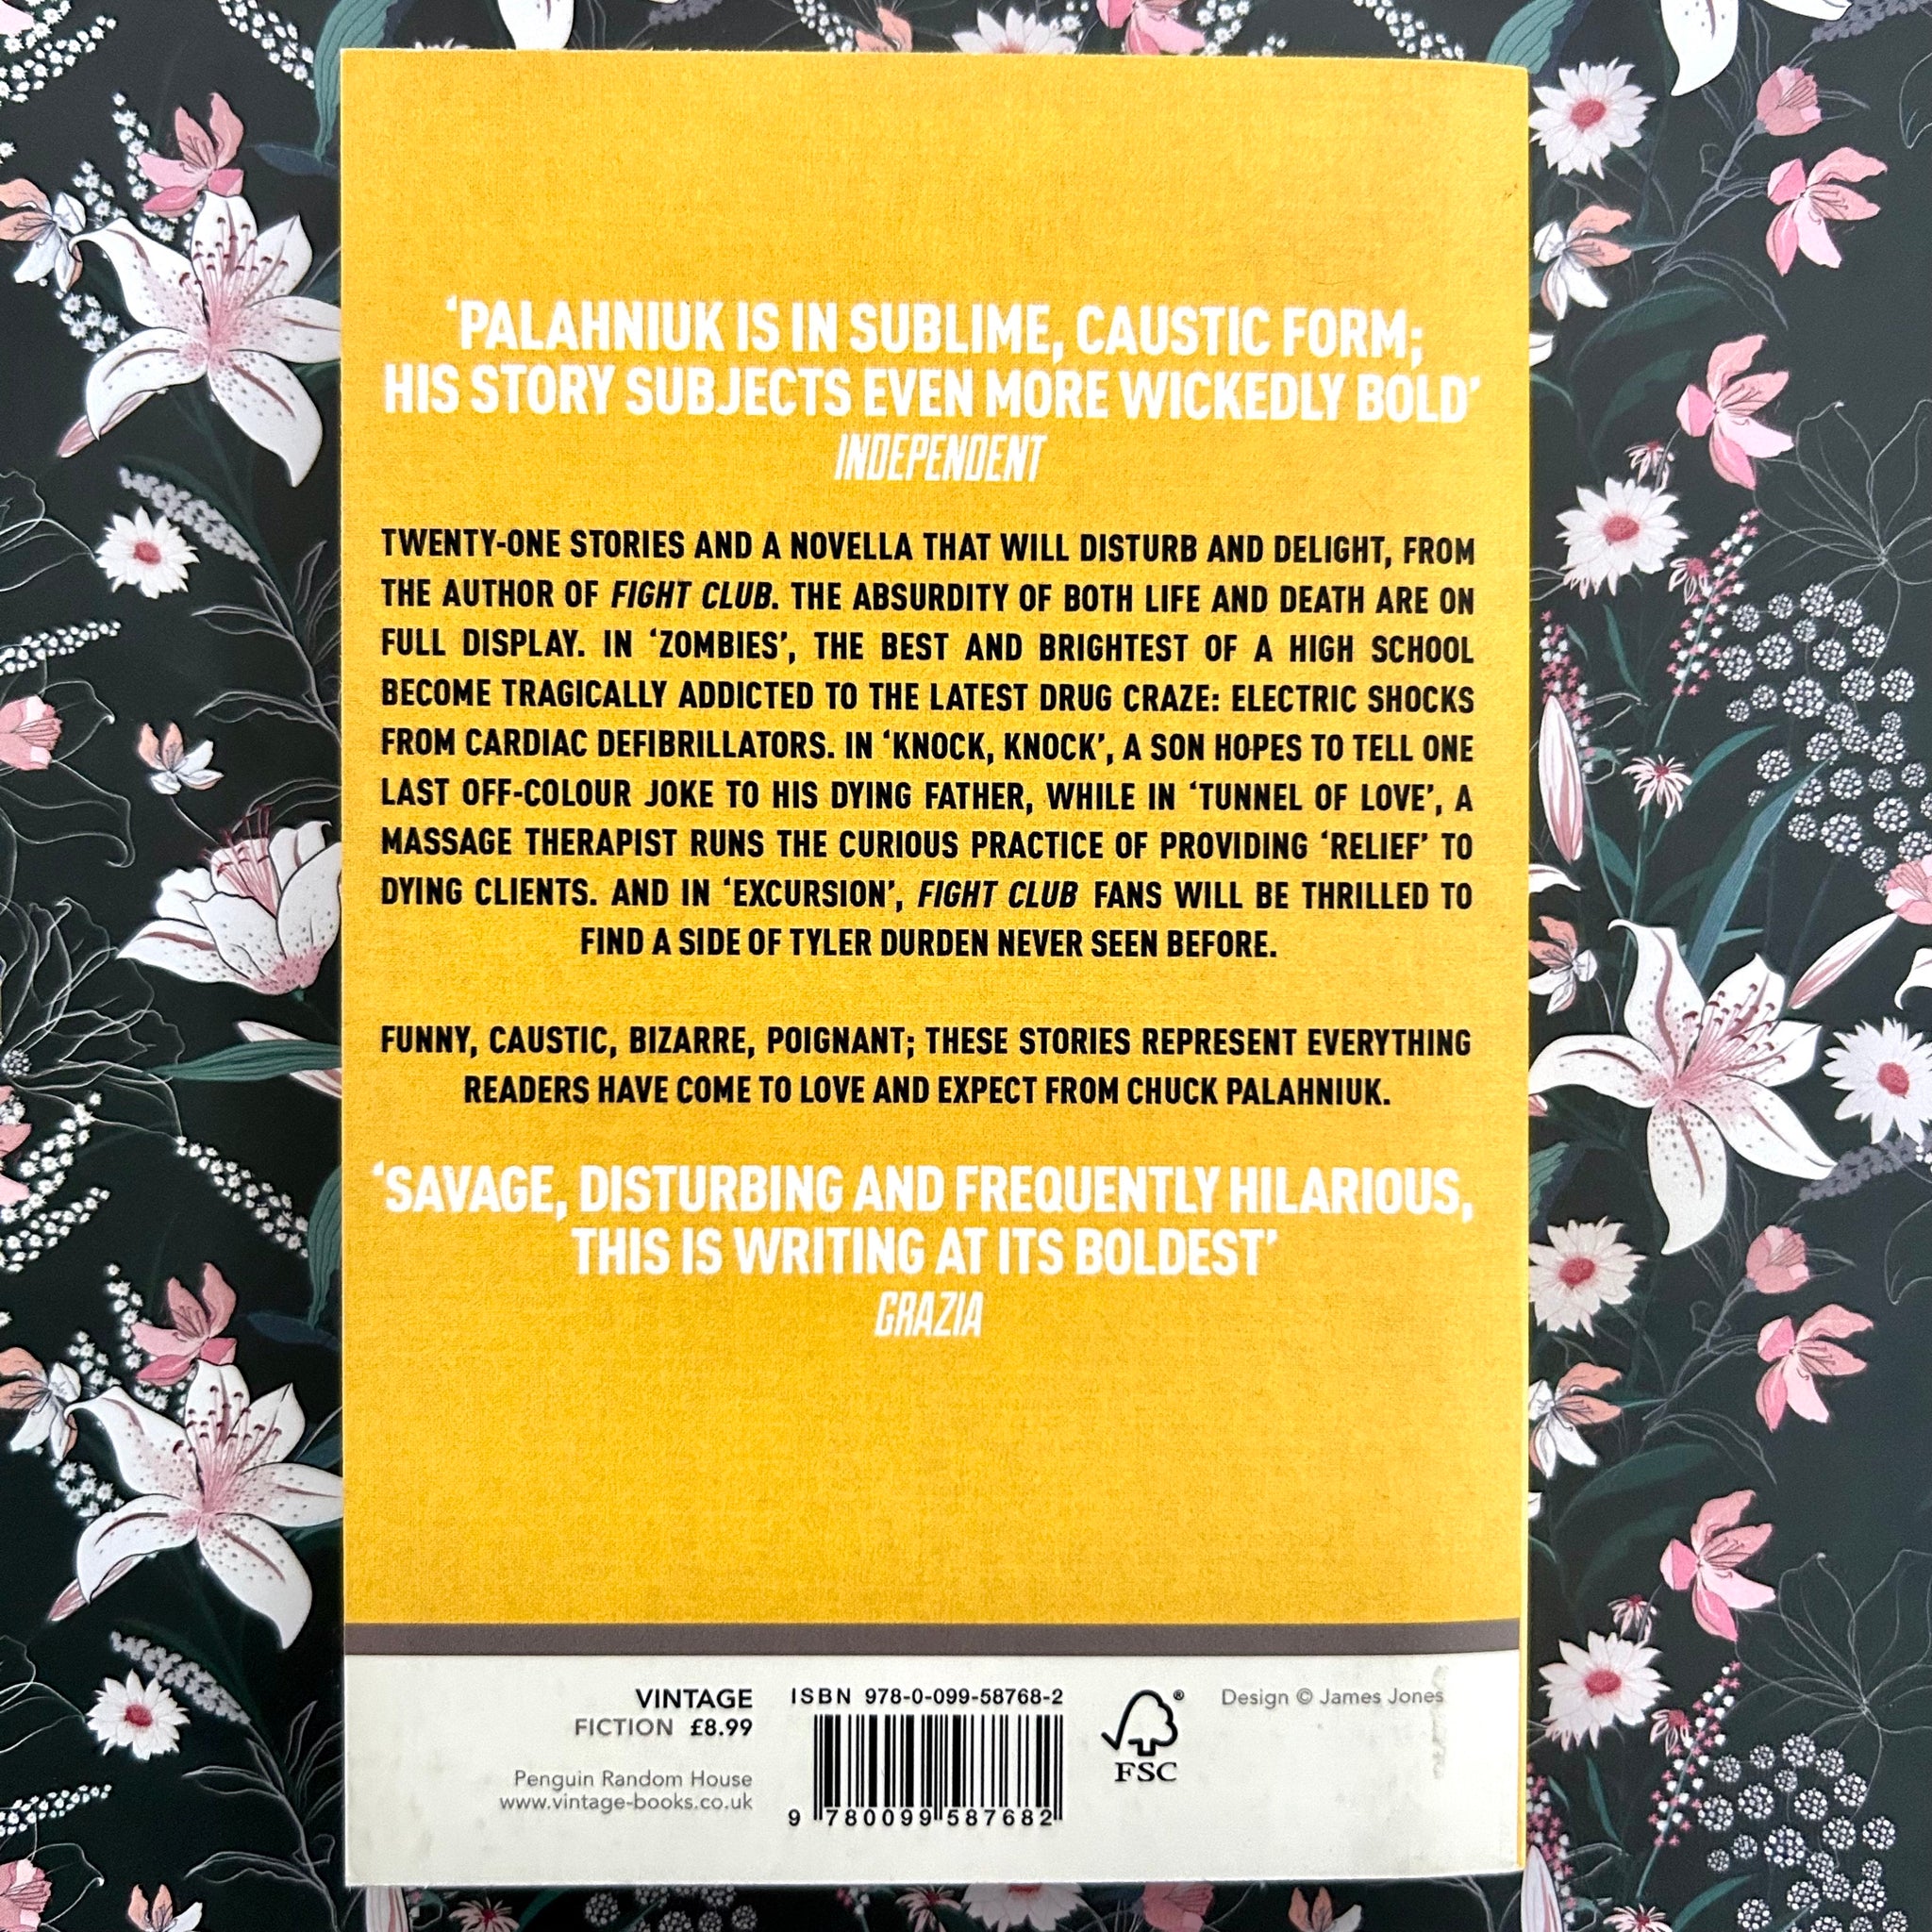 ‘PALAHNIUK IS IN SUBLIME, CAUSTIC FORM;
HIS STORY SUBJECTS EVEN MORE WICKEDLY BOLD’
INDEPENDENT
TWENTY-ONE STORIES AND A NOVELLA THAT WILL DISTURB AND DELIGHT, FROM
THE AUTHOR OF FIGHT CLUB. THE ABSURDITY OF BOTH LIFE AND DEATH ARE ON
FULL DISPLAY. IN ‘ZOMBIES’, THE BEST AND BRIGHTEST OF A HIGH SCHOOL
BECOME TRAGICALLY ADDICTED TO THE LATEST DRUG CRAZE: ELECTRIC SHOCKS
FROM CARDIAC DEFIBRILLATORS. IN ‘KNOCK, KNOCK’, A SON HOPES TO TELL ONE
LAST OFF-COLOUR JOKE TO HIS DYING FATHER, WHILE IN ‘TUNNEL OF LOVE’, A
MASSAGE THERAPIST RUNS THE CURIOUS PRACTICE OF PROVIDING ‘RELIEF’ TO
DYING CLIENTS. AND IN ‘EXCURSION’, FIGHT CLUB FANS WILL BE THRILLED TO
FIND A SIDE OF TYLER DURDEN NEVER SEEN BEFORE.
FUNNY, CAUSTIC, BIZARRE, POIGNANT; THESE STORIES REPRESENT EVERYTHING
READERS HAVE COME TO LOVE AND EXPECT FROM CHUCK PALAHNIUK.
‘SAVAGE, DISTURBING AND FREQUENTLY HILARIOUS,
THIS IS WRITING AT ITS BOLDEST’
GRAZIA
VINTAGE
FICTION £8.99
Penguin Random House
www.vintage-books.co.uk
ISBN 978-0-099-58768-2
9 780099 587682
®
FSC
Design © James Jones